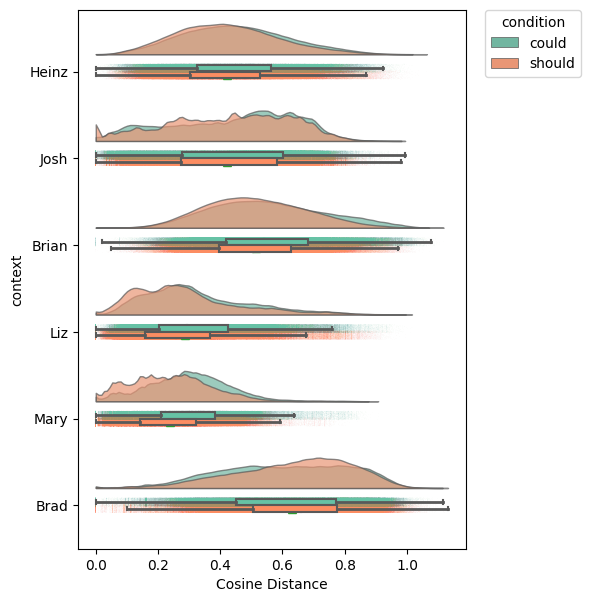 condition
could
should
Heinz
Josh
Brian
Liz
Mary
Brad
context
0.0 0.2 0.4 0.6 0.8 1.0
Cosine Distance